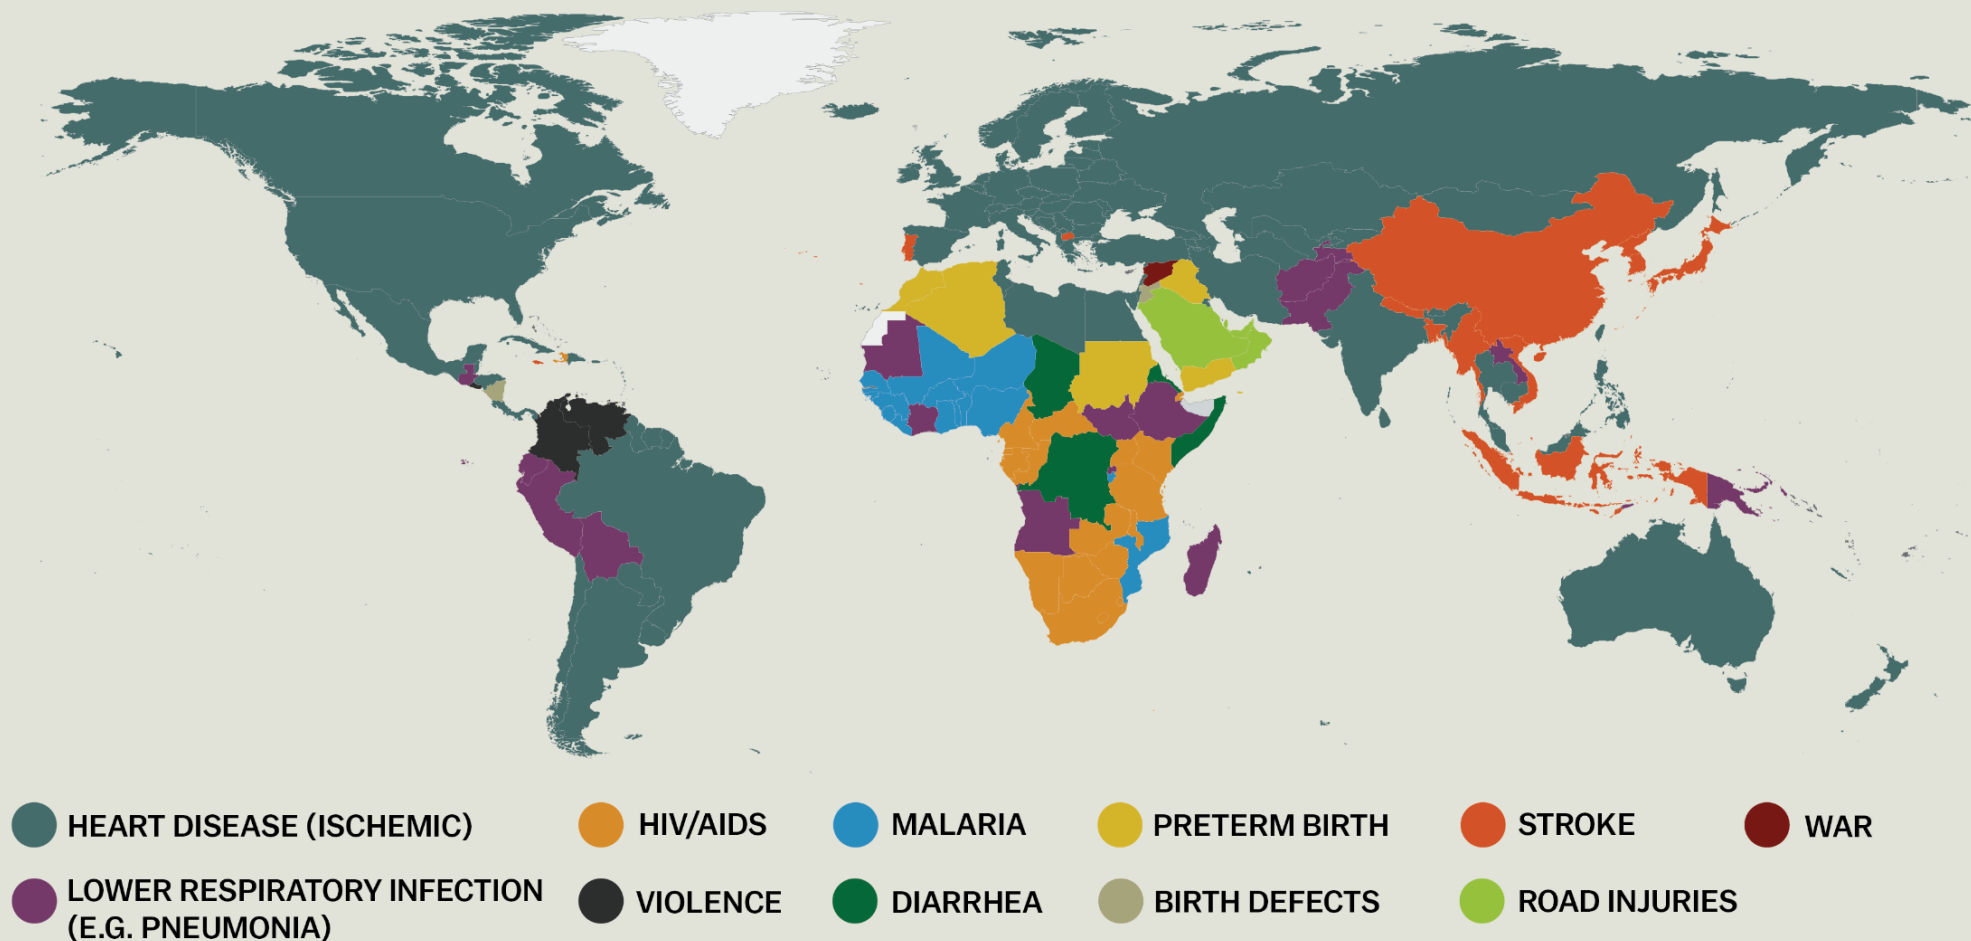 HEART DISEASE (ISCHEMIC)
HIV/AIDS
MALARIA
PRETERM BIRTH
STROKE
WAR
LOWER RESPIRATORY INFECTION
(E.G. PNEUMONIA)
VIOLENCE
DIARRHEA
BIRTH DEFECTS
ROAD INJURIES